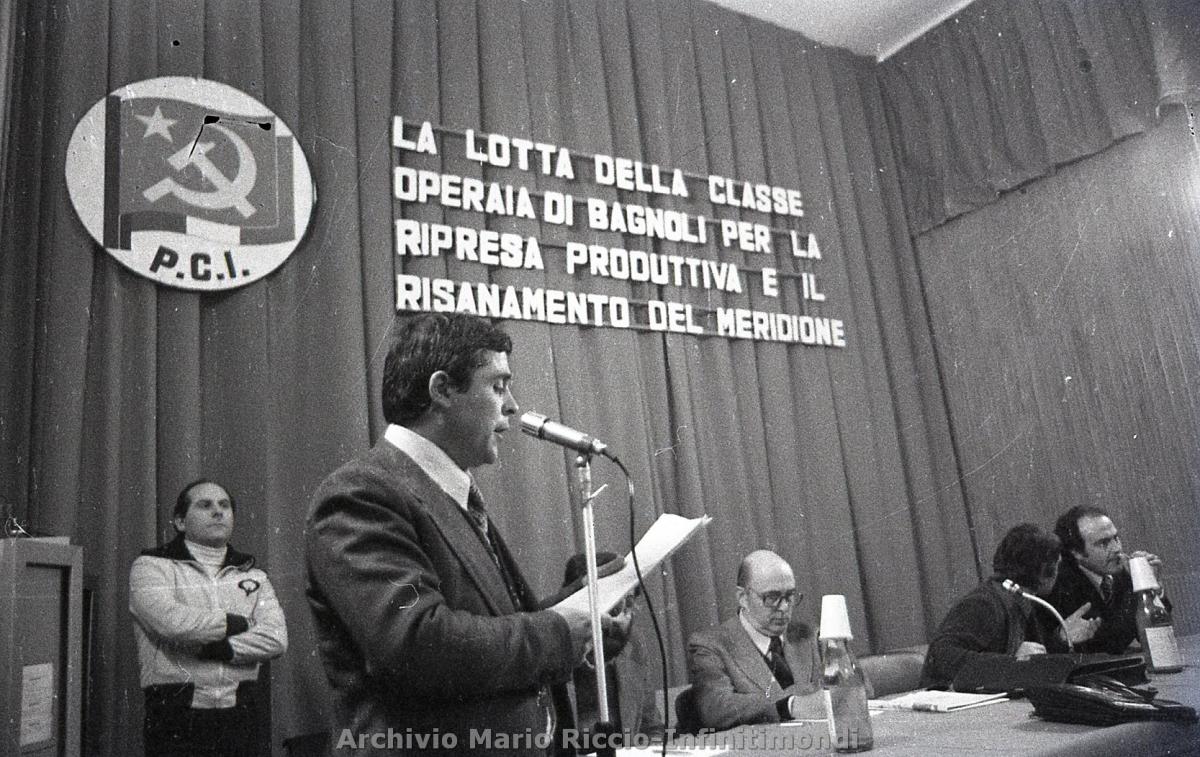 P.C.I.
LA LOTTA DELLA CLASSE
OPERAIA DI BAGNOLI PER LA
RIPRESA PRODUTTIVA E IL
RISANAMENTO DEL MERIDIONE
Archivio Mario Riccio-Infinitimondi